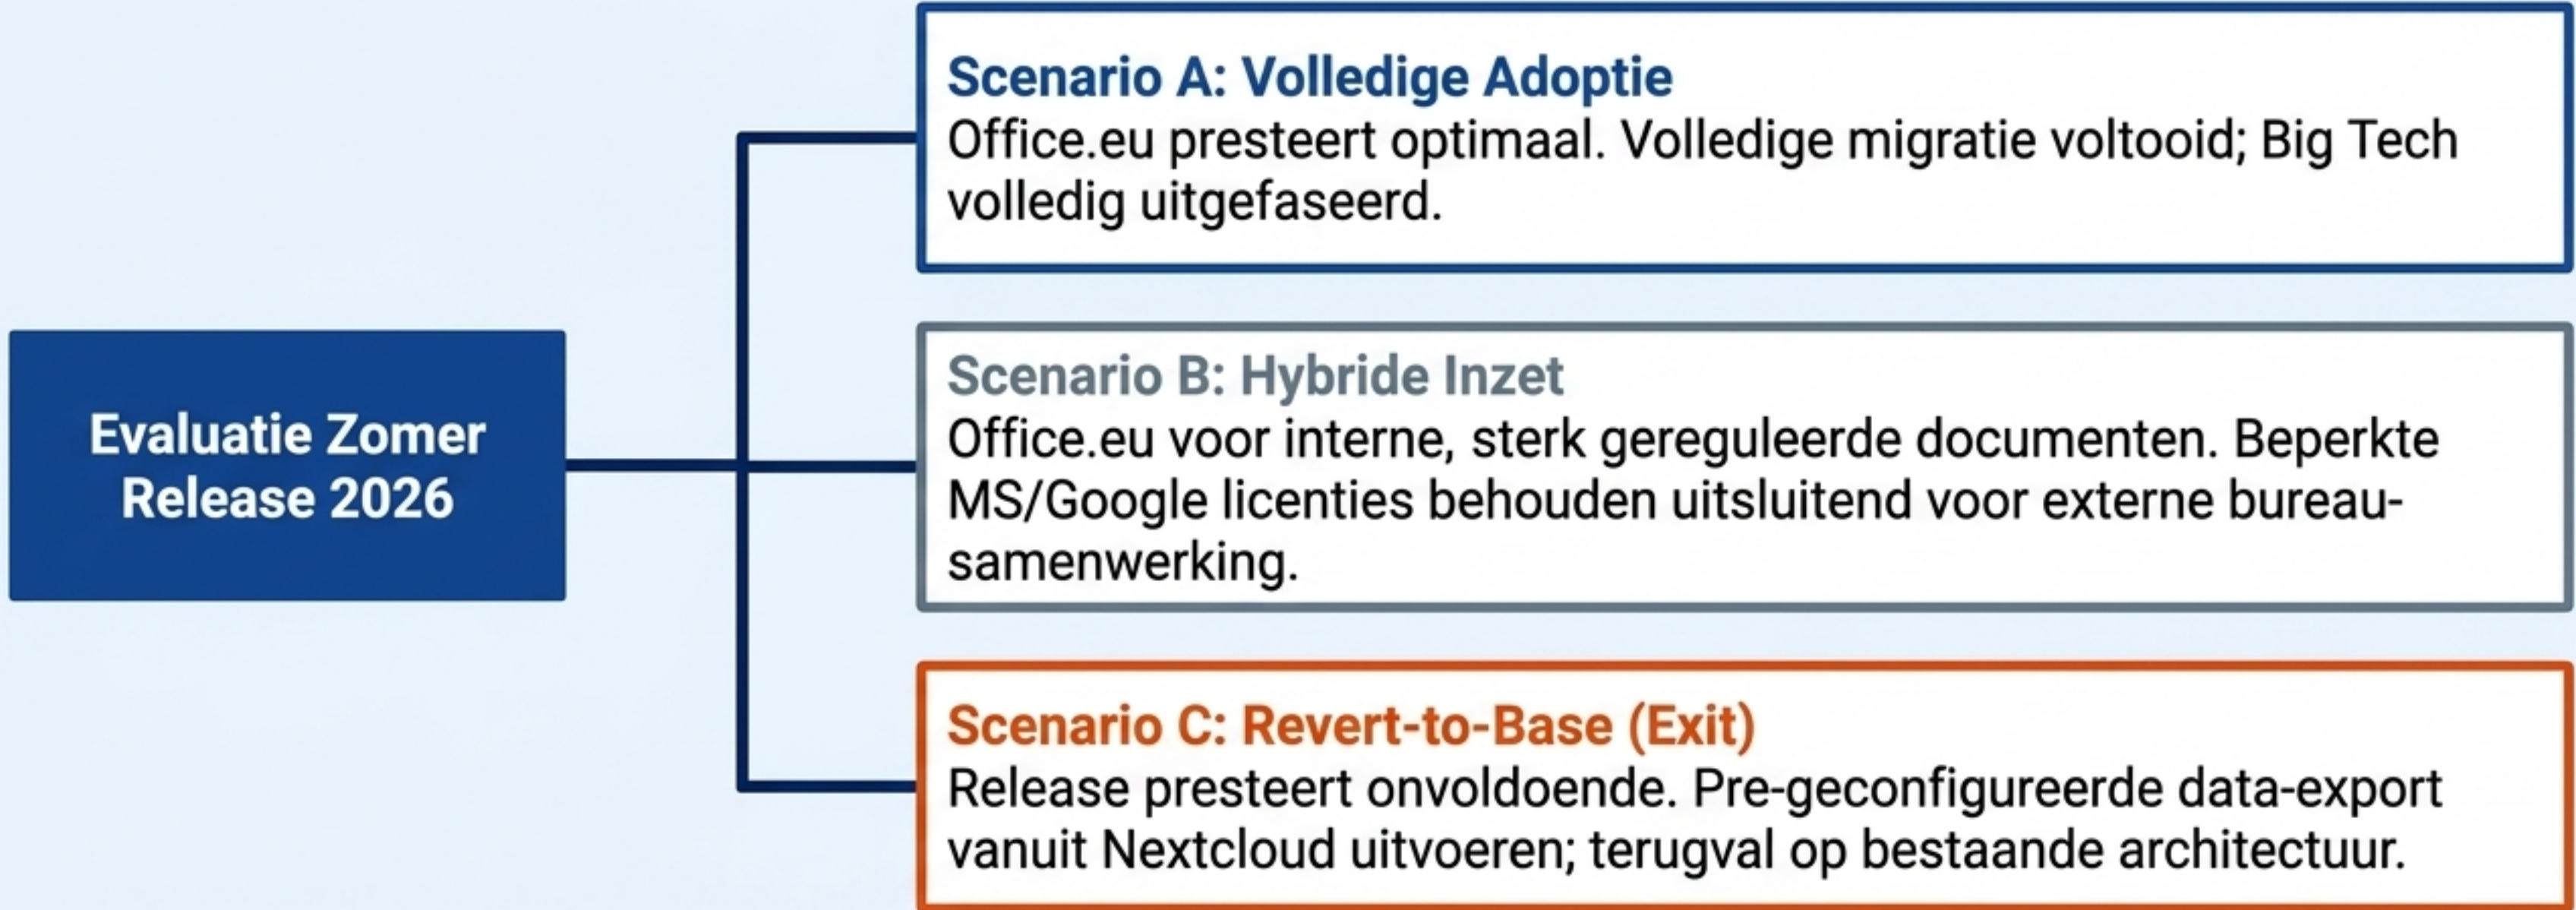 Scenario A: Volledige Adoptie
Office.eu presteert optimaal. Volledige migratie voltooid; Big Tech
volledig uitgefaseerd.
Evaluatie Zomer
Release 2026
Scenario B: Hybride Inzet
Office.eu voor interne, sterk gereguleerde documenten. Beperkte
MS/Google licenties behouden uitsluitend voor externe bureau-
samenwerking.
Scenario C: Revert-to-Base (Exit)
Release presteert onvoldoende. Pre-geconfigureerde data-export
vanuit Nextcloud uitvoeren; terugval op bestaande architectuur.